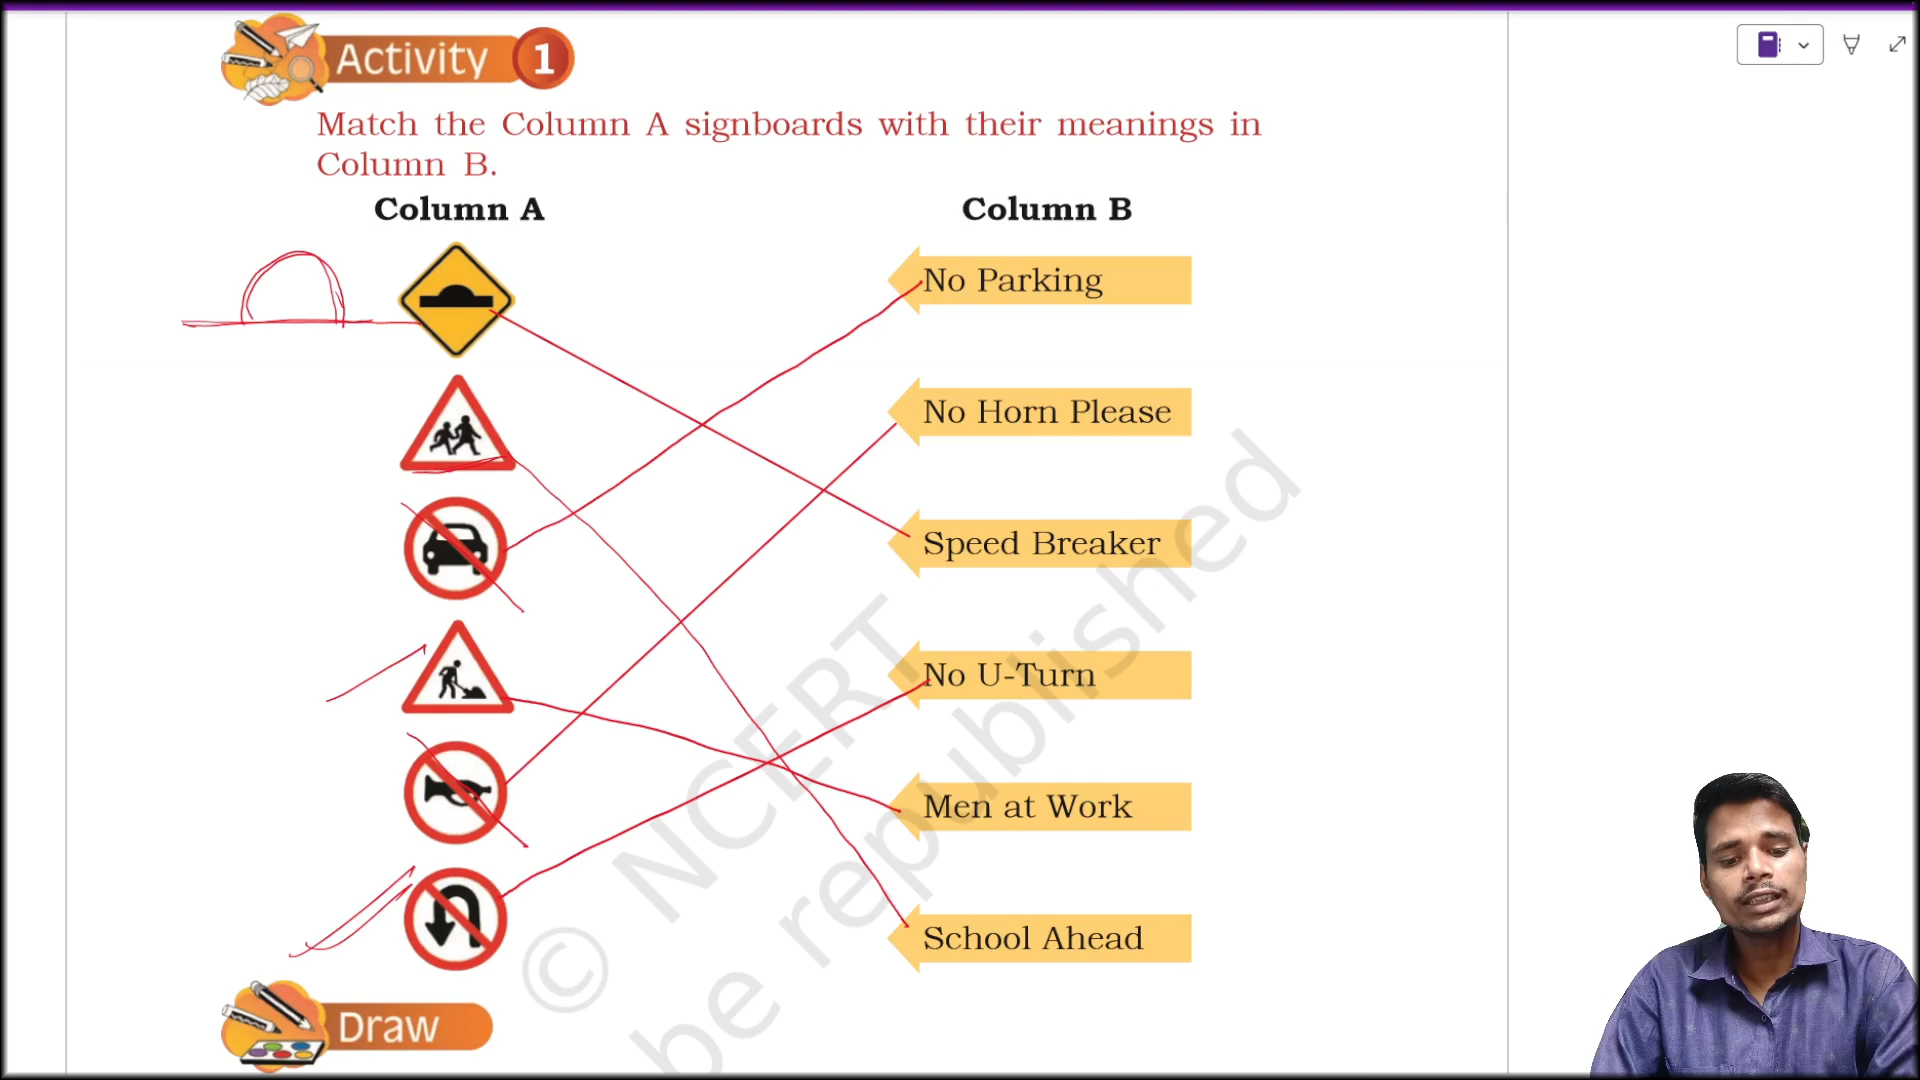 Activity 1
Match the Column A signboards with their meanings in
Column B.
Column A
Column B
No Parking
No Horn Please
Speed Breaker
No U-Turn
Men at Work
School Ahead
© NCERT
be republished
Draw